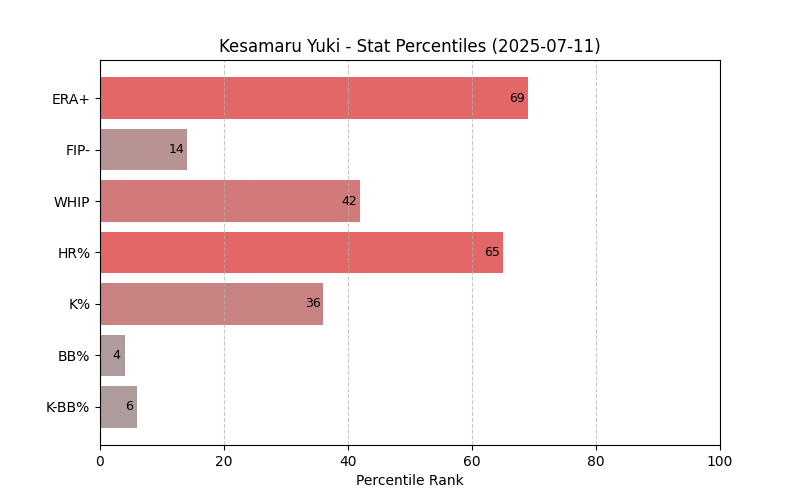 Kesamaru Yuki - Stat Percentiles (2025-07-11)
ERA+ 69
FIP- 14
WHIP 42
HR% 65
K% 36
BB% 4
K-BB% 6
0 20 40 60 80 100
Percentile Rank